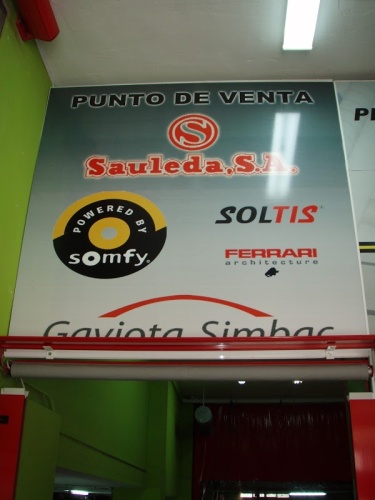 PUNTO DE VENTA
S
Sauleda, S.A.
POWERED BY
somfy.
SOLTIS®
FERRARI
architecture
Gaviota Simbac